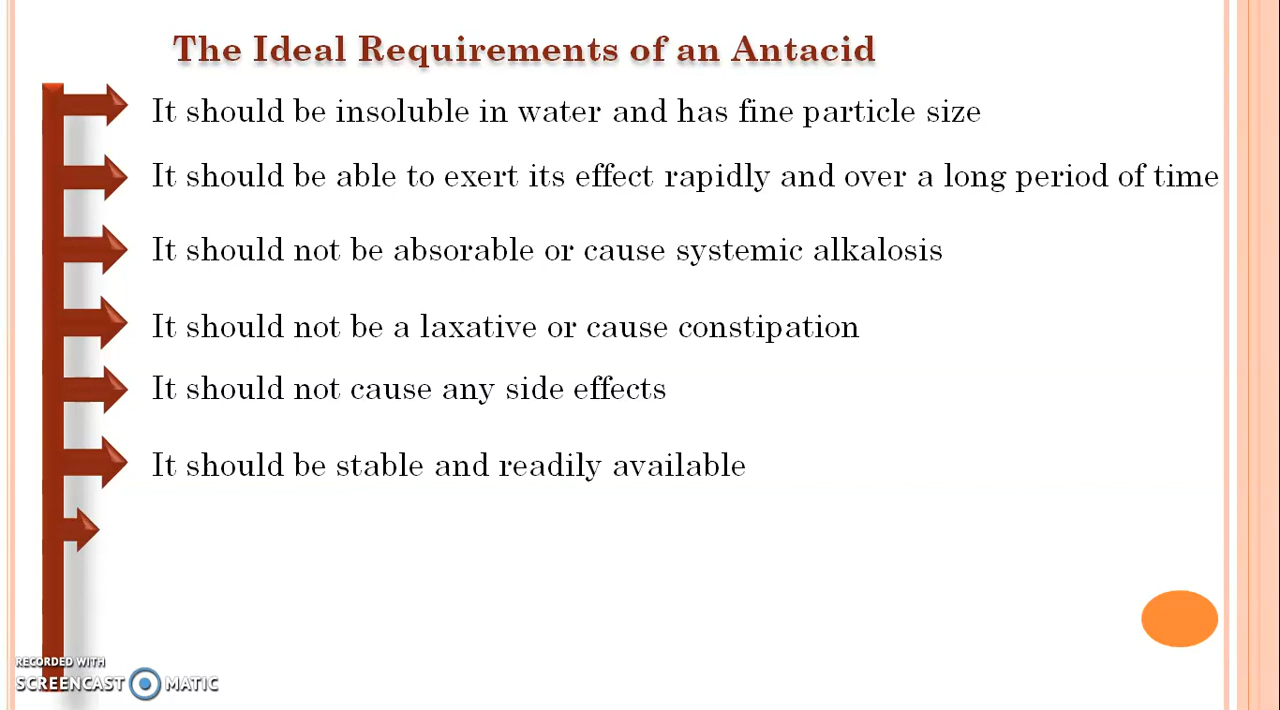 The Ideal Requirements of an Antacid
It should be insoluble in water and has fine particle size
It should be able to exert its effect rapidly and over a long period of time
It should not be absorable or cause systemic alkalosis
It should not be a laxative or cause constipation
It should not cause any side effects
It should be stable and readily available
RECORDED WITH
SCREENCAST MATIC